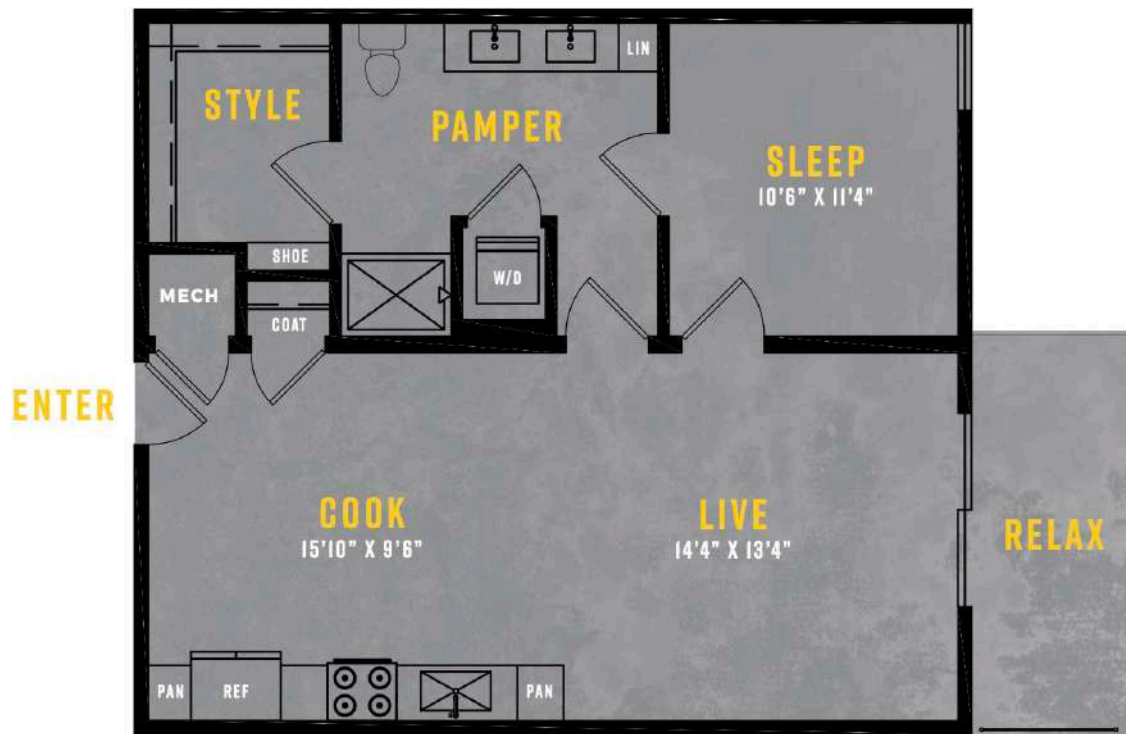 LIN
STYLE
PAMPER
SLEEP
10'6" X 11'4"
SHOE
W/D
MECH
COAT
ENTER
COOK
15'10" X 9'6"
LIVE
14'4" X 13'4"
RELAX
PAN
REF
PAN